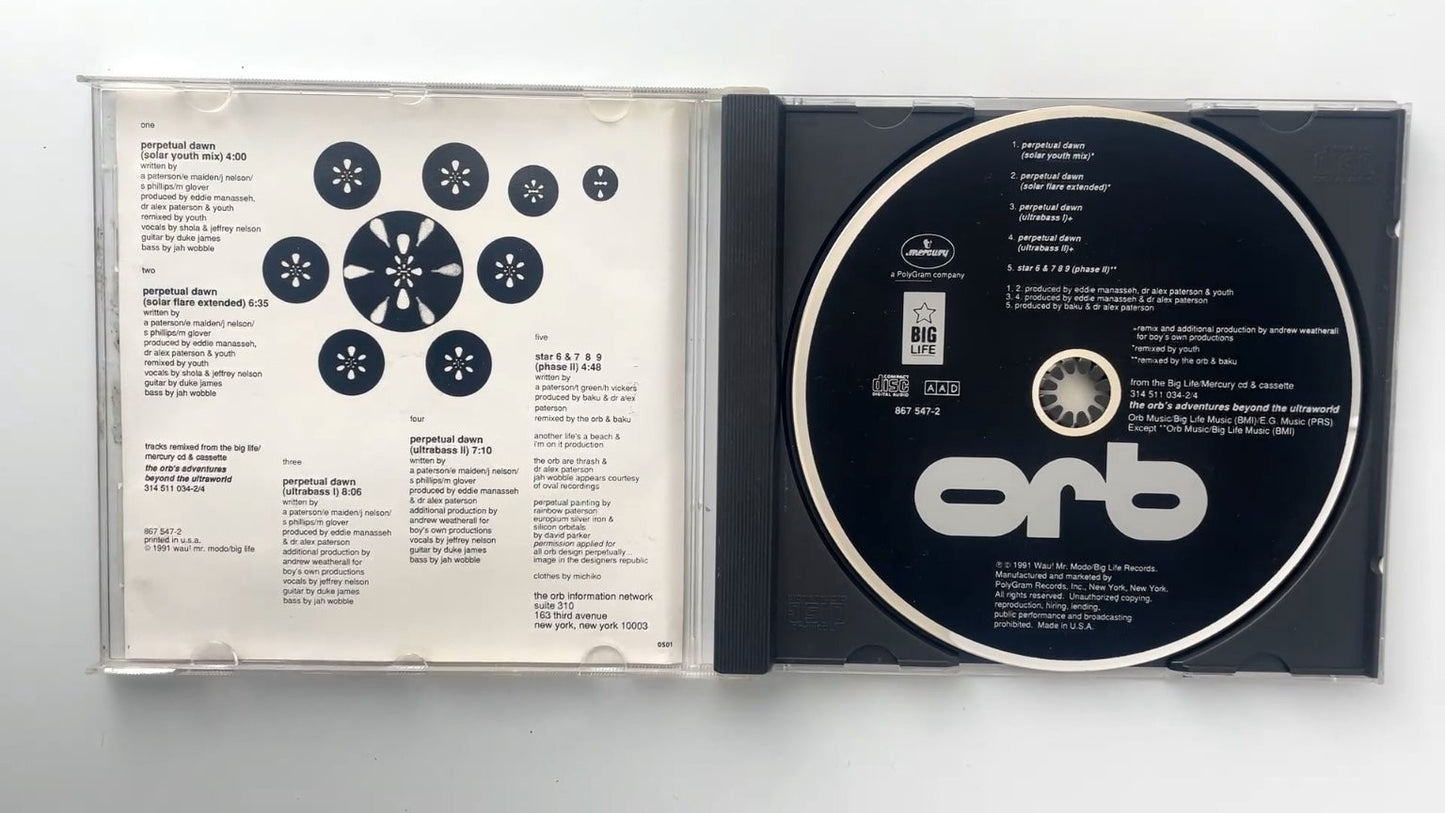 one
perpetual dawn
(solar youth mix) 4:00
written by
a paterson/e maiden/j nelson/
s phillips/m glover
produced by eddie manasseh,
dr alex paterson & youth
remixed by youth
vocals by shola & jeffrey nelson
guitar by duke james
bass by jah wobble
two
perpetual dawn
(solar flare extended) 6:35
written by
a paterson/e maiden/j nelson/
s phillips/m glover
produced by eddie manasseh,
dr alex paterson & youth
remixed by youth
vocals by shola & jeffrey nelson
guitar by duke james
bass by jah wobble
tracks remixed from the big life/
mercury cd & cassette
the orb's adventures
beyond the ultraworld
314 511 034-2/4
867 547-2
printed in u.s.a.
© 1991 wau! mr. modo/big life
three
perpetual dawn
(ultrabass I) 8:06
written by
a paterson/e maiden/j nelson/
s phillips/m glover
produced by eddie manasseh
& dr alex paterson
additional production by
andrew weatherall for
boy's own productions
vocals by jeffrey nelson
guitar by duke james
bass by jah wobble
four
perpetual dawn
(ultrabass II) 7:10
written by
a paterson/e maiden/j nelson/
s phillips/m glover
produced by eddie manasseh
& dr alex paterson
additional production by
andrew weatherall for
boy's own productions
vocals by jeffrey nelson
guitar by duke james
bass by jah wobble
five
star 6 & 7 8 9
(phase II) 4:48
written by
a paterson/t green/h vickers
produced by baku & dr alex
paterson
remixed by the orb & baku
another life's a beach &
i'm on it production
the orb are thrash &
dr alex paterson
jah wobble appears courtesy
of oval recordings
perpetual painting by
rainbow paterson
europium silver iron &
silicon orbitals
by david parker
permission applied for
all orb design perpetually...
image in the designers republic
clothes by michiko
the orb information network
suite 310
163 third avenue
new york, new york 10003
0501
1. perpetual dawn
(solar youth mix)*
2. perpetual dawn
(solar flare extended)*
3. perpetual dawn
(ultrabass I)+
4. perpetual dawn
(ultrabass II)+
5. star 6 & 7 8 9 (phase II)**
1. 2. produced by eddie manasseh, dr alex paterson & youth
3. 4. produced by eddie manasseh & dr alex paterson
5. produced by baku & dr alex paterson
+remix and additional production by andrew weatherall
for boy's own productions
*remixed by youth
**remixed by the orb & baku
from the Big Life/Mercury cd & cassette
314 511 034-2/4
the orb's adventures beyond the ultraworld
Orb Music/Big Life Music (BMI)/E.G. Music (PRS)
Except **Orb Music/Big Life Music (BMI)
mercury
a PolyGram company
BIG
LIFE
COMPACT
disc
DIGITAL AUDIO
AAD
867 547-2
orb
℗ © 1991 Wau! Mr. Modo/Big Life Records.
Manufactured and marketed by
PolyGram Records, Inc., New York, New York.
All rights reserved. Unauthorized copying,
reproduction, hiring, lending,
public performance and broadcasting
prohibited. Made in U.S.A.